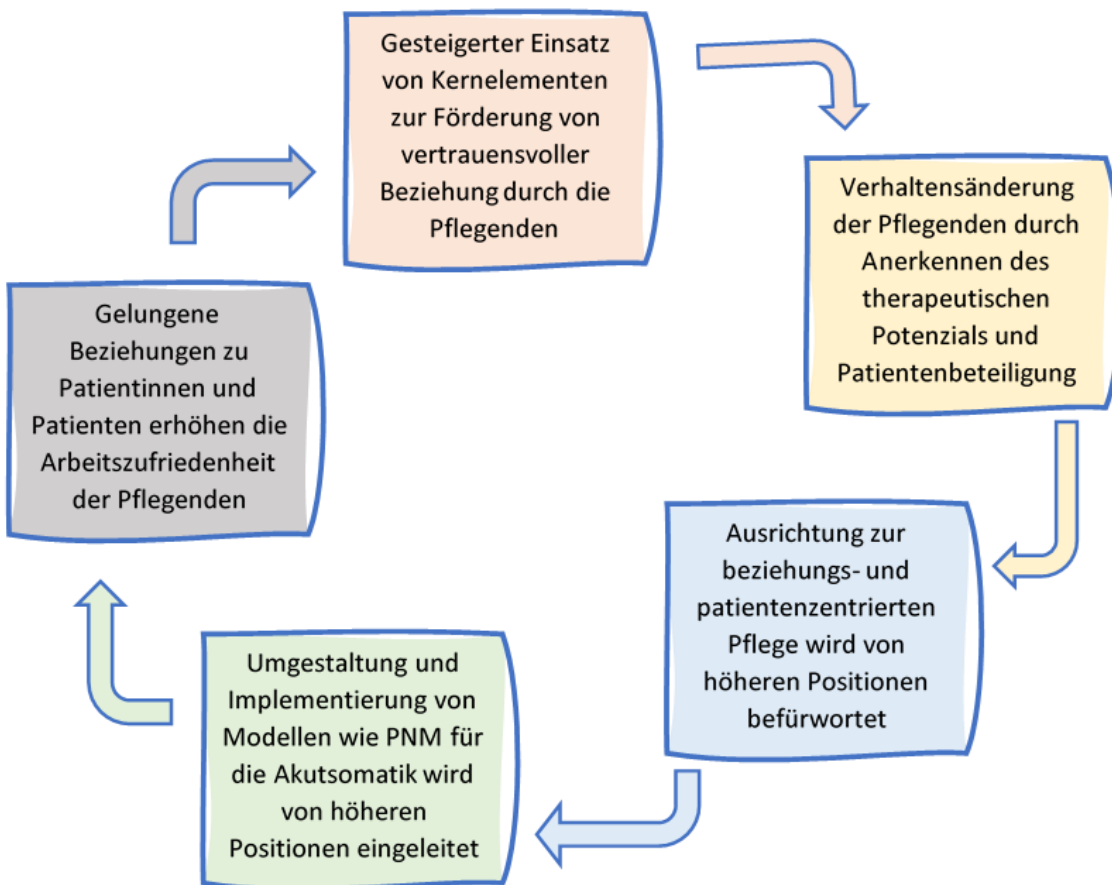 Gesteigerter Einsatz
von Kernelementen
zur Förderung von
vertrauensvoller
Beziehung durch die
Pflegenden
Verhaltensänderung
der Pflegenden durch
Anerkennen des
therapeutischen
Potenzials und
Patientenbeteiligung
Ausrichtung zur
beziehungs- und
patientenzentrierten
Pflege wird von
höheren Positionen
befürwortet
Umgestaltung und
Implementierung von
Modellen wie PNM für
die Akutsomatik wird
von höheren
Positionen eingeleitet
Gelungene
Beziehungen zu
Patientinnen und
Patienten erhöhen die
Arbeitszufriedenheit
der Pflegenden